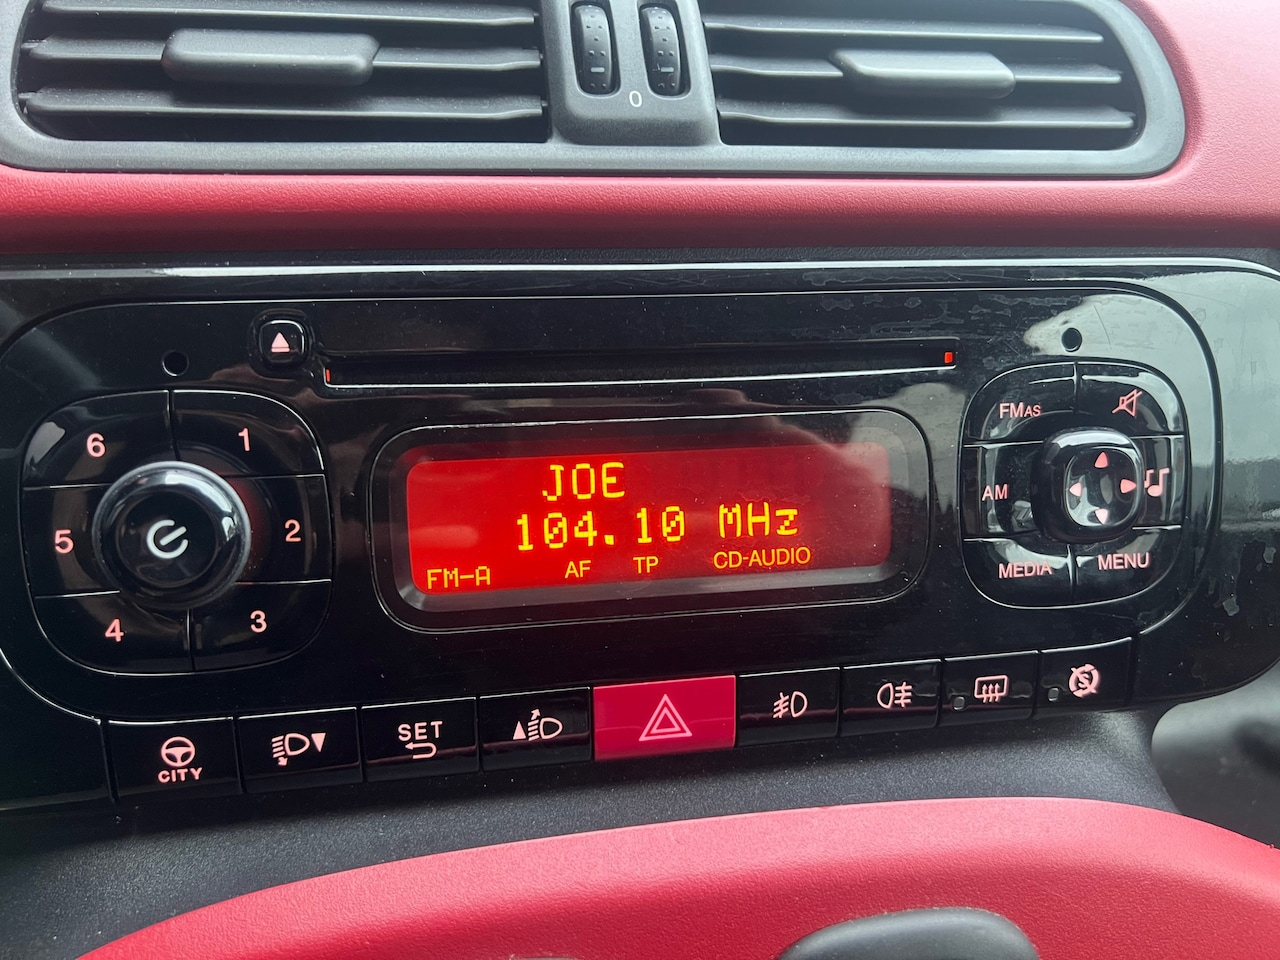 0
6
1
5
2
4
3
JOE
104.10 MHz
FM-A AF TP CD-AUDIO
FMAS
AM
MEDIA
MENU
CITY
SET
S